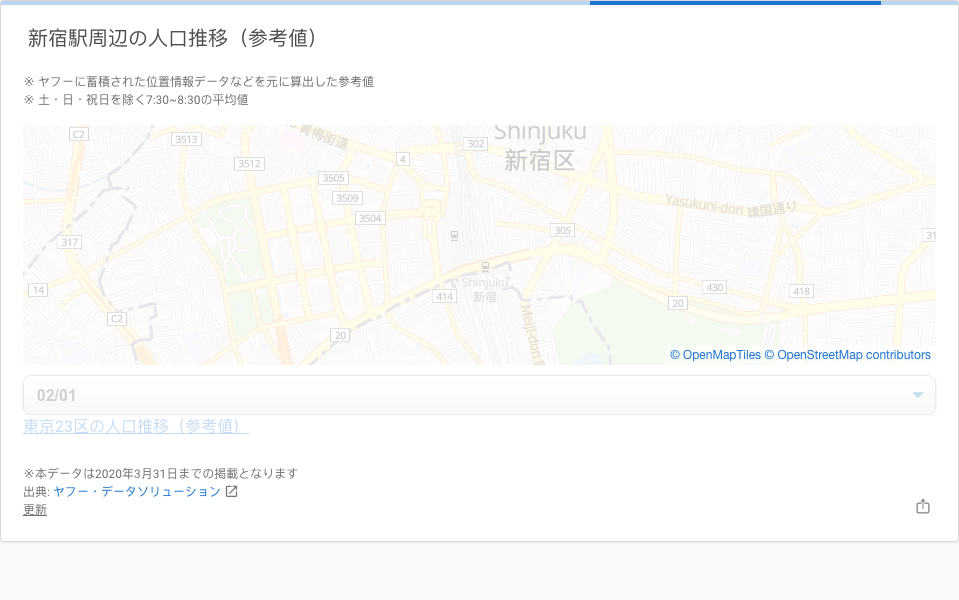 新宿駅周辺の人口推移（参考値）
※ ヤフーに蓄積された位置情報データなどを元に算出した参考値
※ 土・日・祝日を除く7:30~8:30の平均値
C2
3513
青梅街道
302
Shinjuku
新宿区
4
3512
3505
3509
3504
Yasukuni-dori 靖国通り
317
305
31
14
Shinjuku
新宿
414
430
418
20
C2
20
Meiji-dori
© OpenMapTiles © OpenStreetMap contributors
02/01
東京23区の人口推移（参考値）
※本データは2020年3月31日までの掲載となります
出典: ヤフー・データソリューション
更新